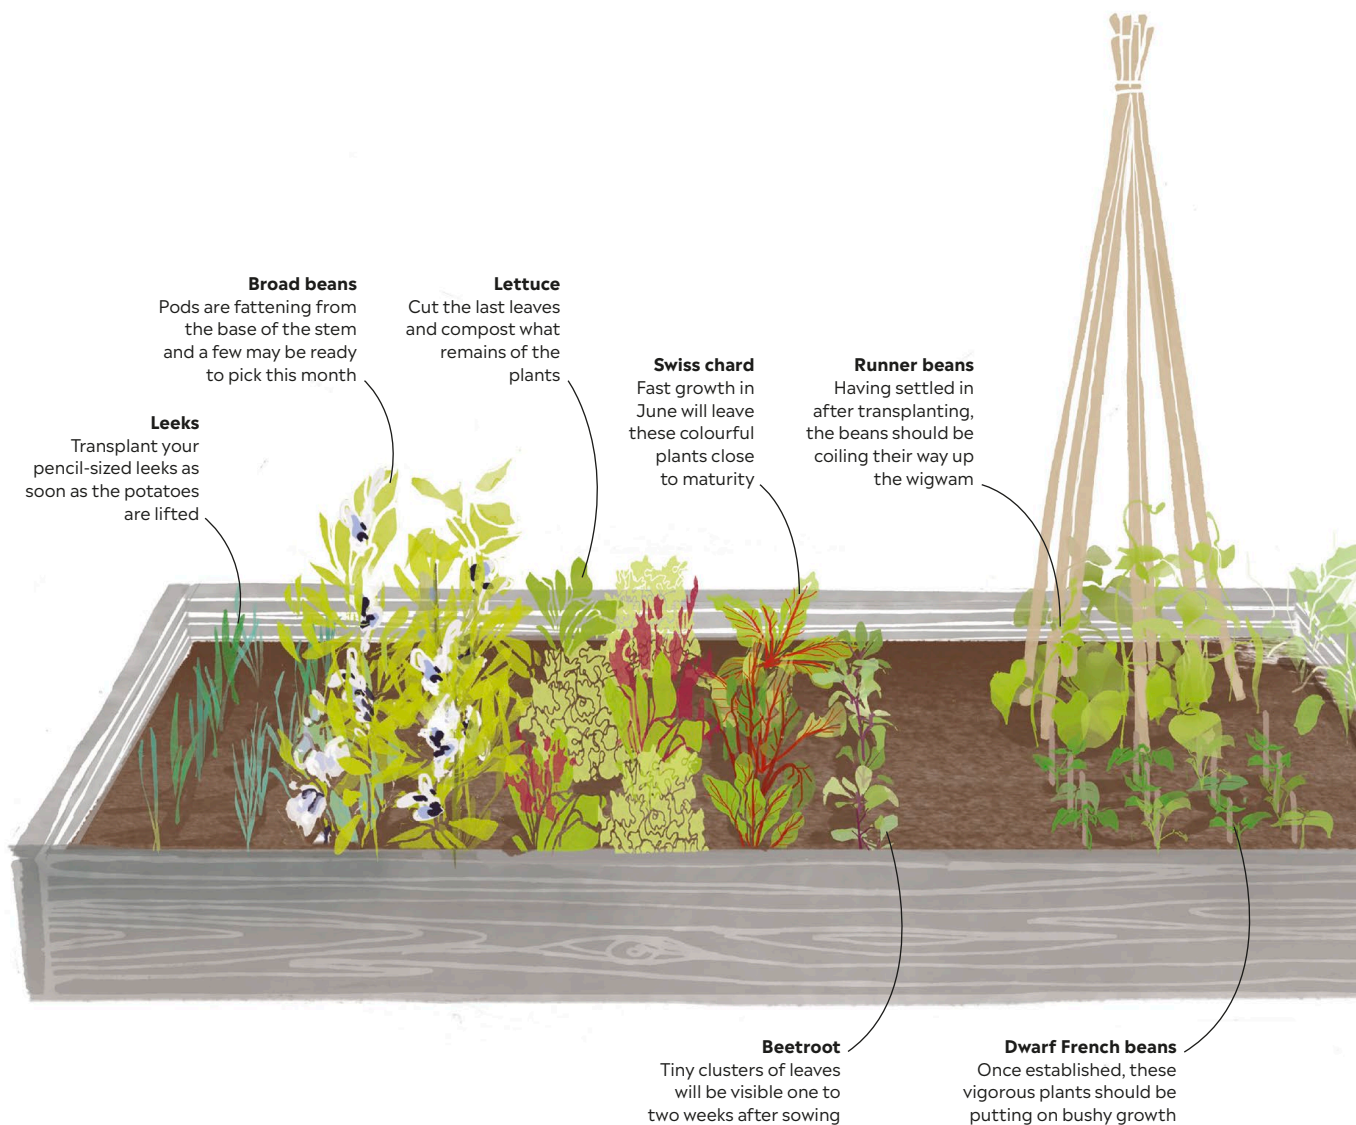 Broad beans
Pods are fattening from
the base of the stem
and a few may be ready
to pick this month
Lettuce
Cut the last leaves
and compost what
remains of the
plants
Swiss chard
Fast growth in
June will leave
these colourful
plants close
to maturity
Runner beans
Having settled in
after transplanting,
the beans should be
coiling their way up
the wigwam
Leeks
Transplant your
pencil-sized leeks as
soon as the potatoes
are lifted
Beetroot
Tiny clusters of leaves
will be visible one to
two weeks after sowing
Dwarf French beans
Once established, these
vigorous plants should be
putting on bushy growth